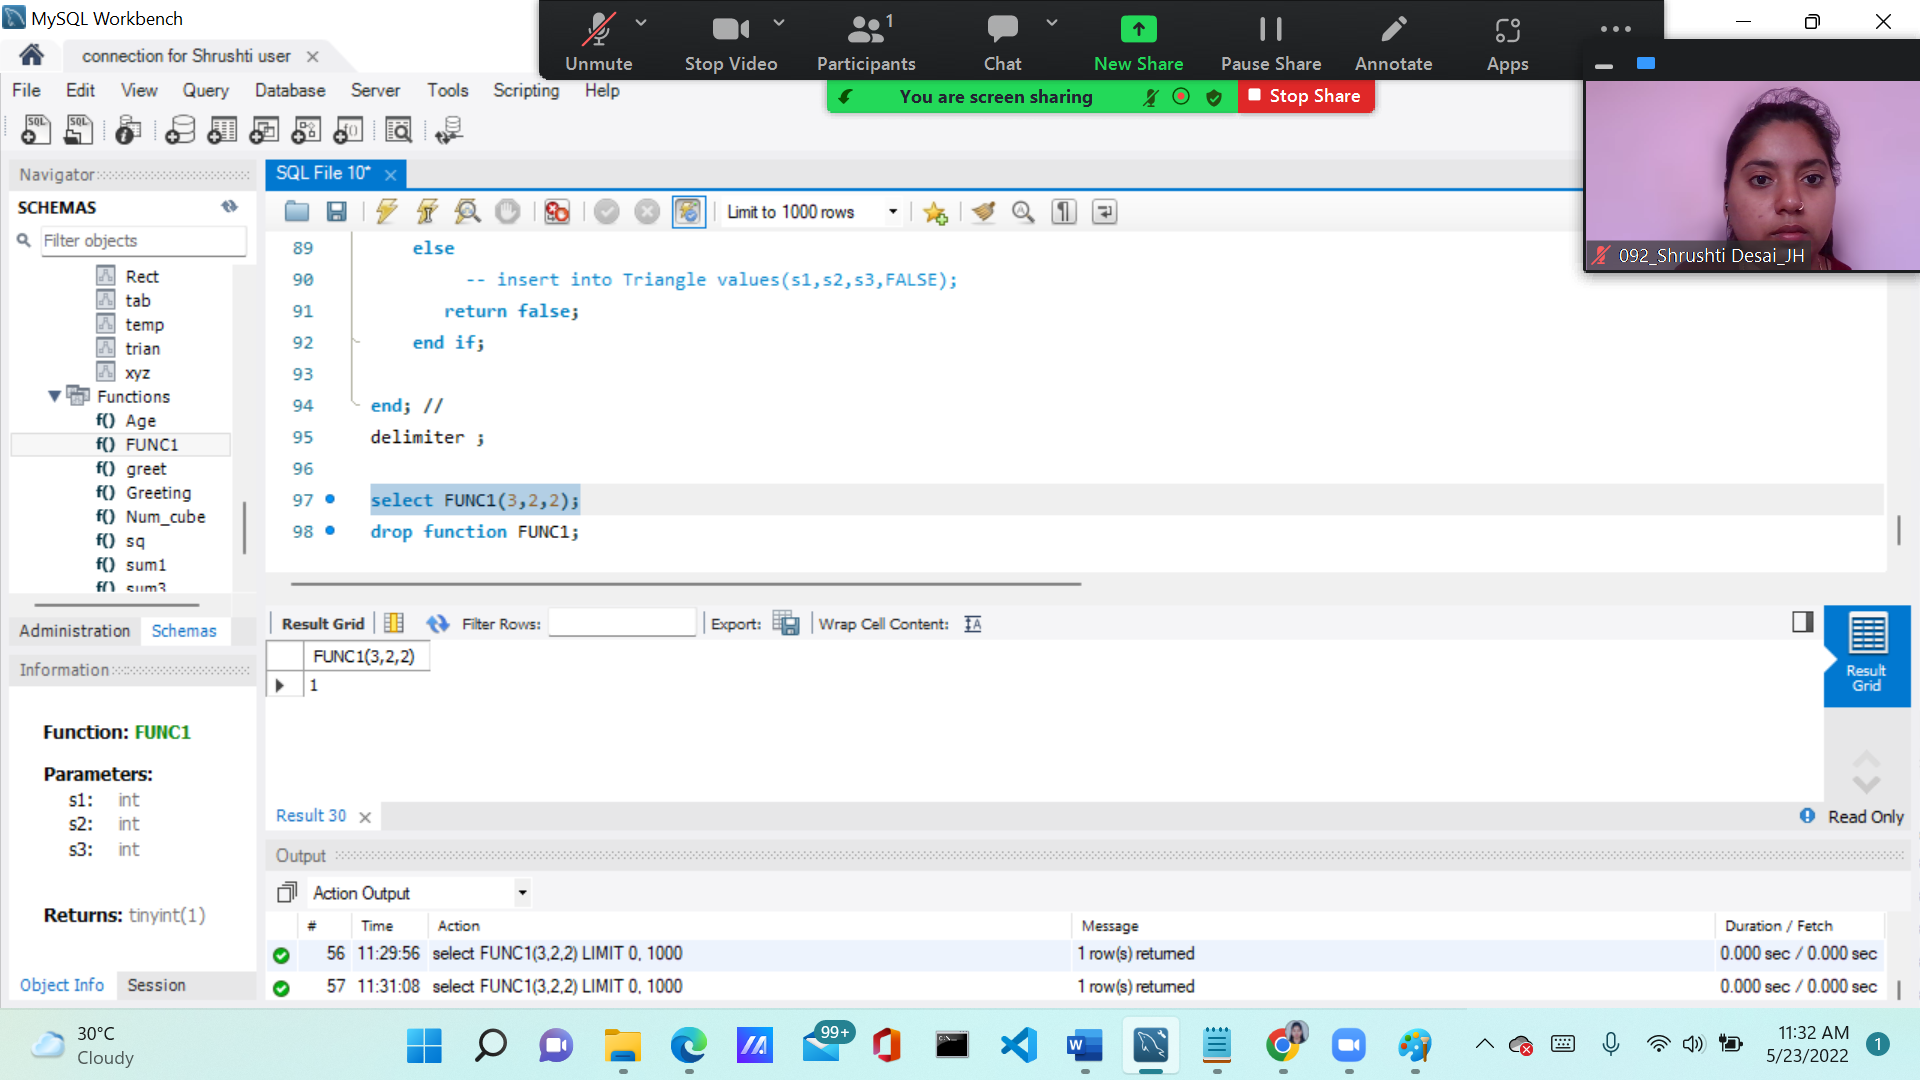 MySQL Workbench
1
Unmute
Stop Video
Participants
Chat
New Share
Pause Share
Annotate
Apps
connection for Shrushti user
You are screen sharing
Stop Share
File Edit View Query Database Server Tools Scripting Help
092_Shrushti Desai_JH
Navigator
SCHEMAS
Filter objects
Rect
tab
temp
trian
xyz
Functions
f() Age
f() FUNC1
f() greet
f() Greeting
f() Num_cube
f() sq
f() sum1
f() sum3
Administration Schemas
Information
Function: FUNC1
Parameters:
s1: int
s2: int
s3: int
Returns: tinyint(1)
Object Info Session
SQL File 10*
Limit to 1000 rows
89 else
90 -- insert into Triangle values(s1,s2,s3,FALSE);
91 return false;
92 end if;
93
94 end; //
95 delimiter ;
96
97 select FUNC1(3,2,2);
98 drop function FUNC1;
Result Grid Filter Rows: Export: Wrap Cell Content:
FUNC1(3,2,2)
1
Result Grid
Result 30
Read Only
Output
Action Output
# Time Action Message Duration / Fetch
56 11:29:56 select FUNC1(3,2,2) LIMIT 0, 1000 1 row(s) returned 0.000 sec / 0.000 sec
57 11:31:08 select FUNC1(3,2,2) LIMIT 0, 1000 1 row(s) returned 0.000 sec / 0.000 sec
30°C
Cloudy
99+
11:32 AM
5/23/2022
1